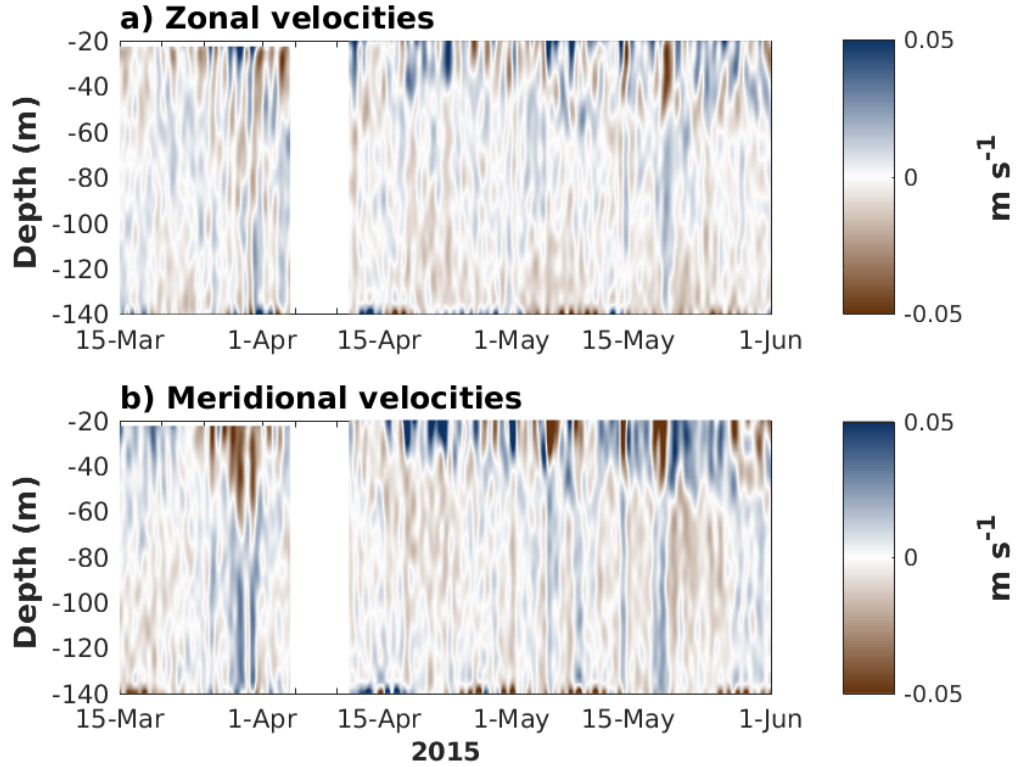 a) Zonal velocities
-20
-40
-60
-80
-100
-120
-140
Depth (m)
15-Mar 1-Apr 15-Apr 1-May 15-May 1-Jun
0.05
0
-0.05
m s-1
b) Meridional velocities
-20
-40
-60
-80
-100
-120
-140
Depth (m)
15-Mar 1-Apr 15-Apr 1-May 15-May 1-Jun
2015
0.05
0
-0.05
m s-1